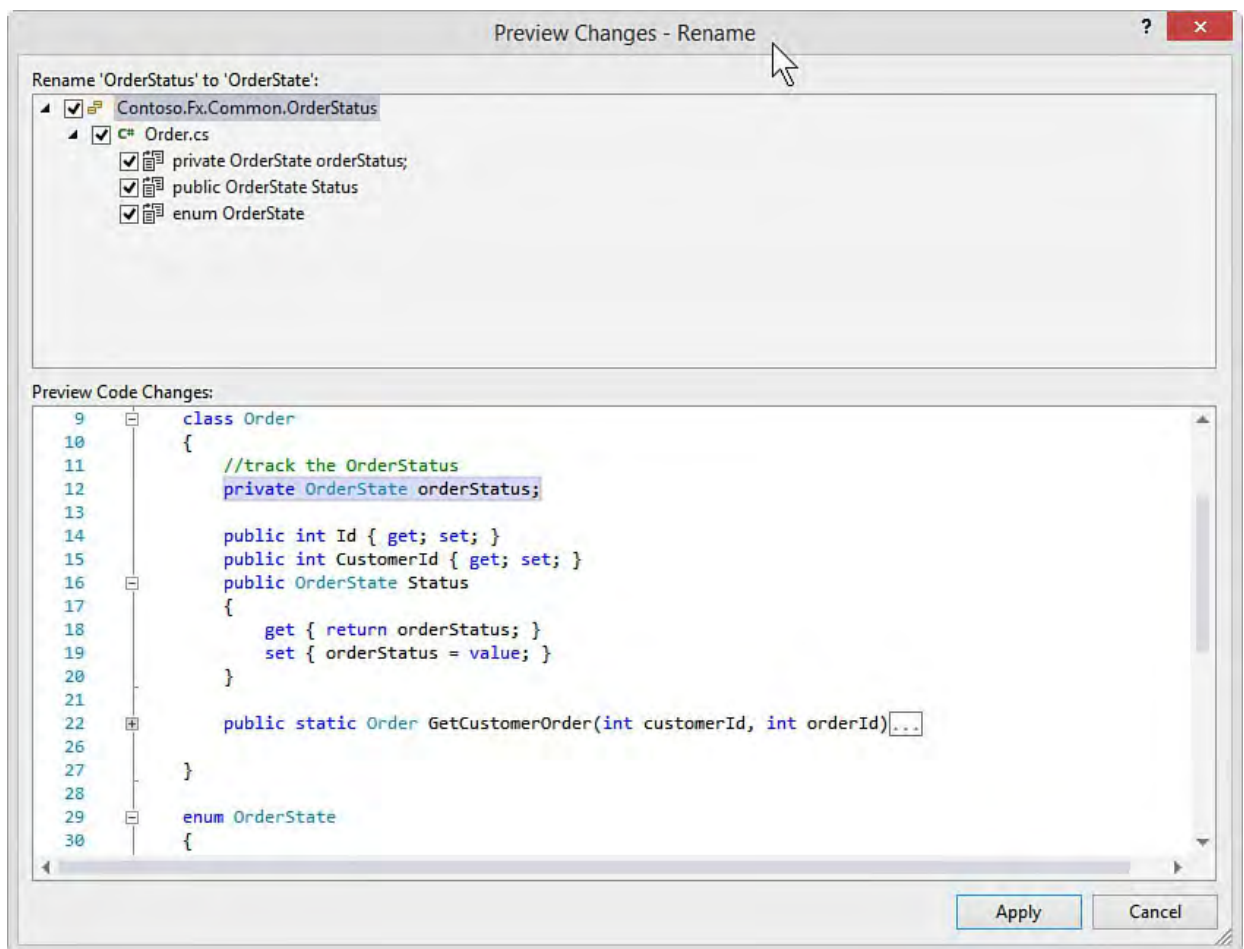 Preview Changes - Rename
?
Rename 'OrderStatus' to 'OrderState':
Contoso.Fx.Common.OrderStatus
C# Order.cs
private OrderState orderStatus;
public OrderState Status
enum OrderState
Preview Code Changes:
9 class Order
10 {
11 //track the OrderStatus
12 private OrderState orderStatus;
13
14 public int Id { get; set; }
15 public int CustomerId { get; set; }
16 public OrderState Status
17 {
18 get { return orderStatus; }
19 set { orderStatus = value; }
20 }
21
22 public static Order GetCustomerOrder(int customerId, int orderId)...
26
27 }
28
29 enum OrderState
30 {
Apply Cancel